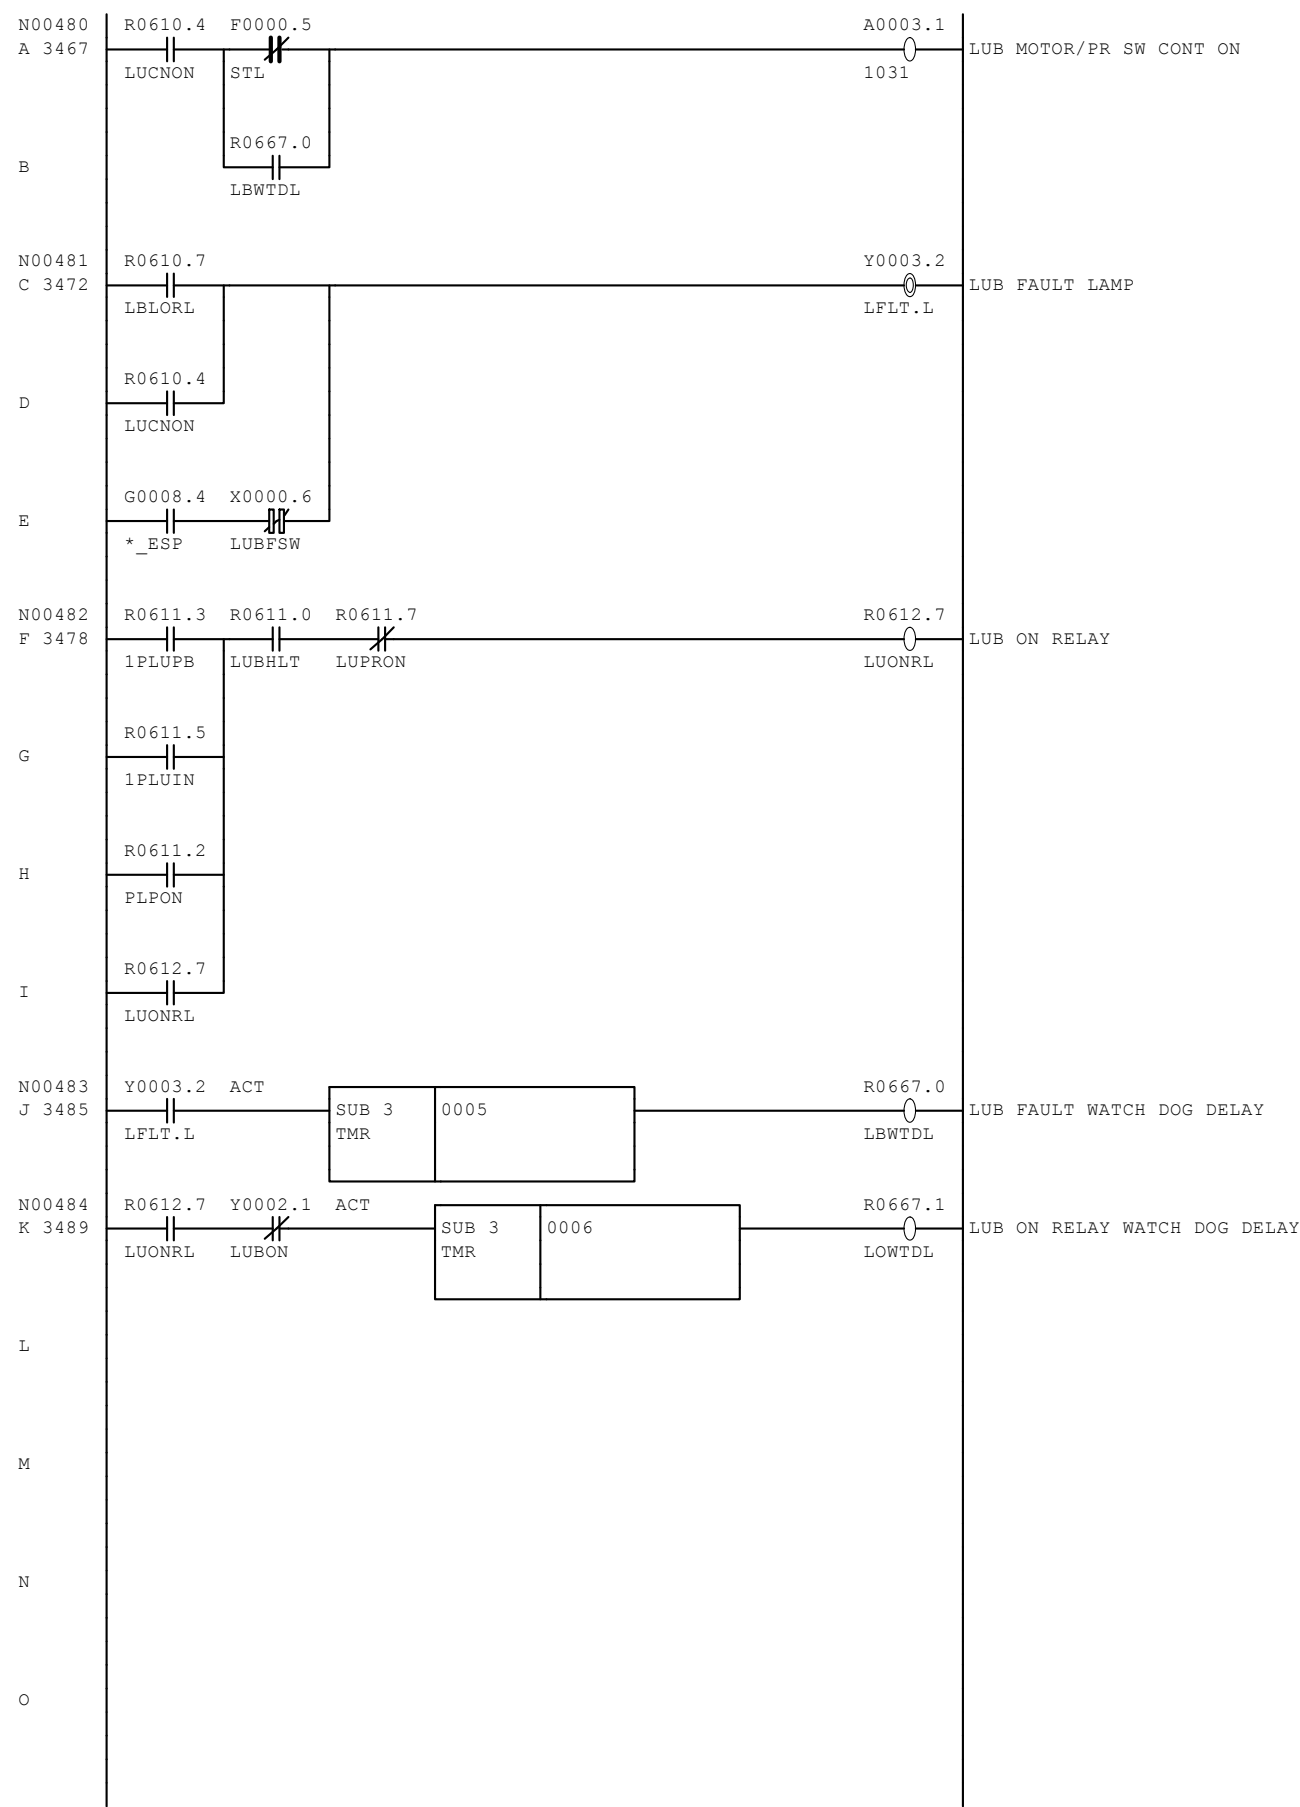 N00480 R0610.4 F0000.5 A0003.1
A 3467 LUB MOTOR/PR SW CONT ON
LUCNON STL 1031
R0667.0
B
LBWTDL
N00481 R0610.7 Y0003.2
C 3472 LUB FAULT LAMP
LBLORL LFLT.L
R0610.4
D
LUCNON
G0008.4 X0000.6
E
*_ESP LUBFSW
N00482 R0611.3 R0611.0 R0611.7 R0612.7
F 3478 LUB ON RELAY
1PLUPB LUBHLT LUPRON LUONRL
R0611.5
G
1PLUIN
R0611.2
H
PLPON
R0612.7
I
LUONRL
N00483 Y0003.2 ACT R0667.0
J 3485 SUB 3 0005 LUB FAULT WATCH DOG DELAY
LFLT.L TMR LBWTDL
N00484 R0612.7 Y0002.1 ACT R0667.1
K 3489 SUB 3 0006 LUB ON RELAY WATCH DOG DELAY
LUONRL LUBON TMR LOWTDL
L
M
N
O